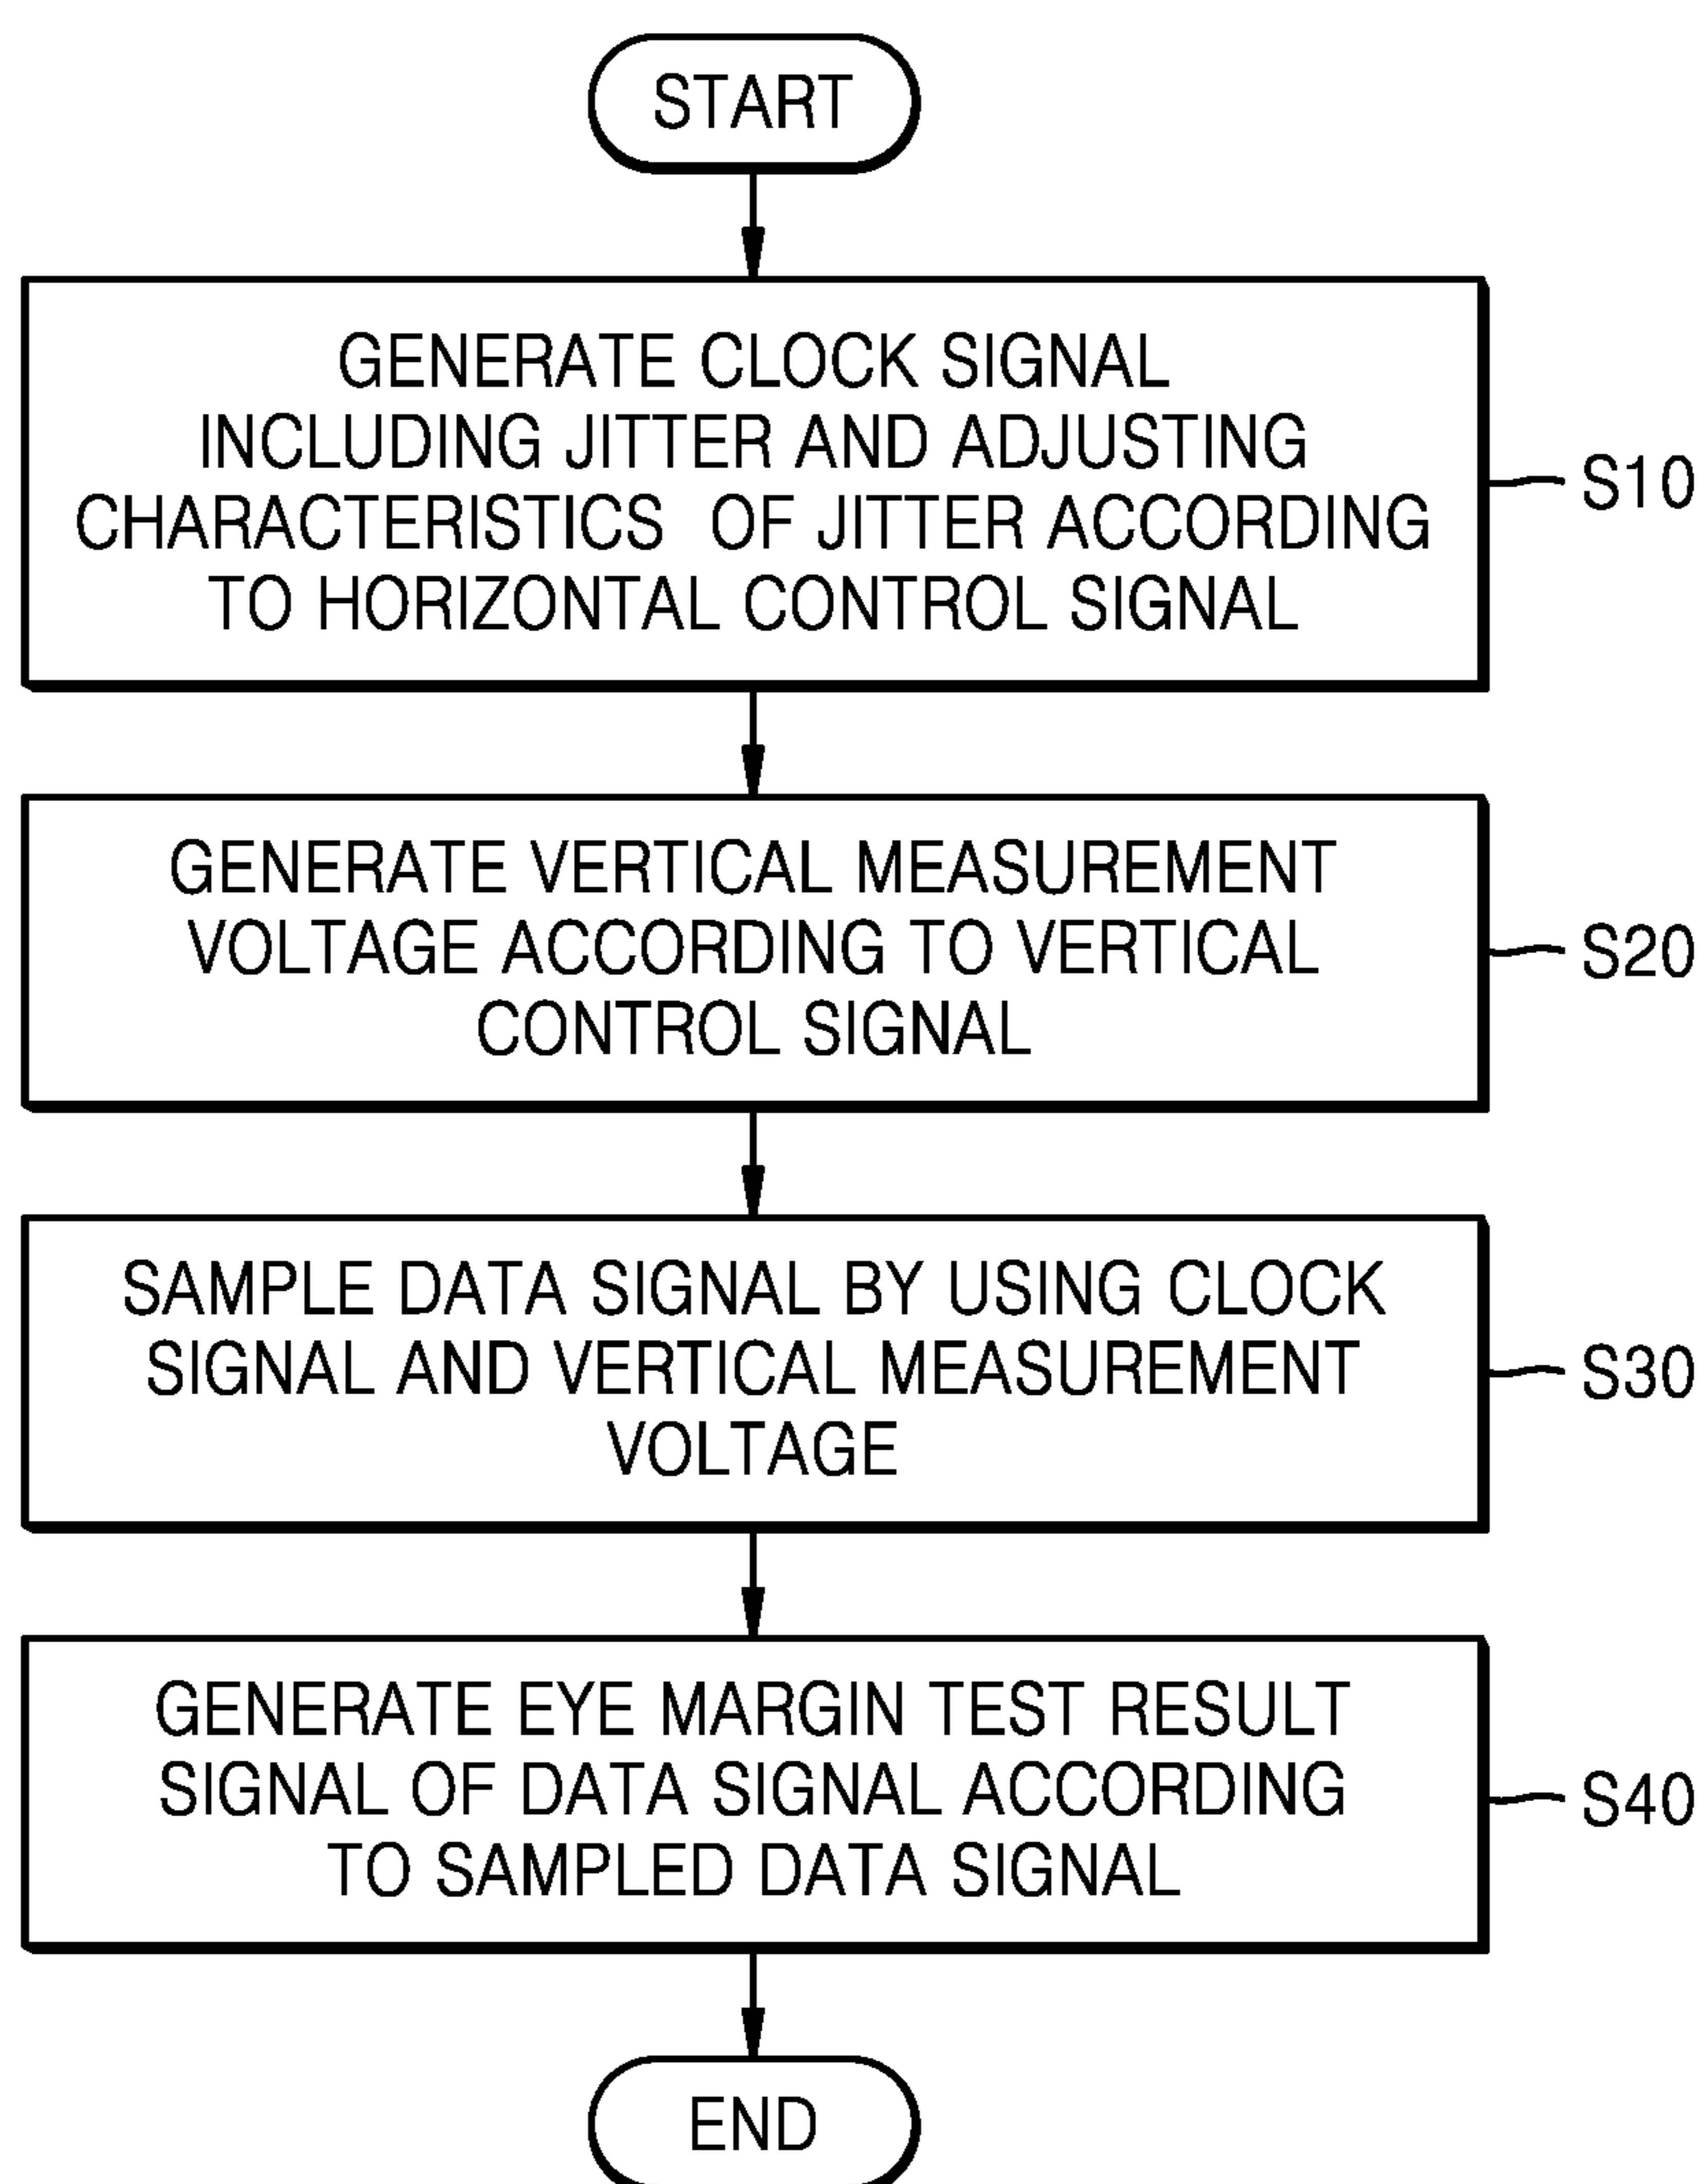 START
GENERATE CLOCK SIGNAL
INCLUDING JITTER AND ADJUSTING
CHARACTERISTICS OF JITTER ACCORDING
TO HORIZONTAL CONTROL SIGNAL
S10
GENERATE VERTICAL MEASUREMENT
VOLTAGE ACCORDING TO VERTICAL
CONTROL SIGNAL
S20
SAMPLE DATA SIGNAL BY USING CLOCK
SIGNAL AND VERTICAL MEASUREMENT
VOLTAGE
S30
GENERATE EYE MARGIN TEST RESULT
SIGNAL OF DATA SIGNAL ACCORDING
TO SAMPLED DATA SIGNAL
S40
END